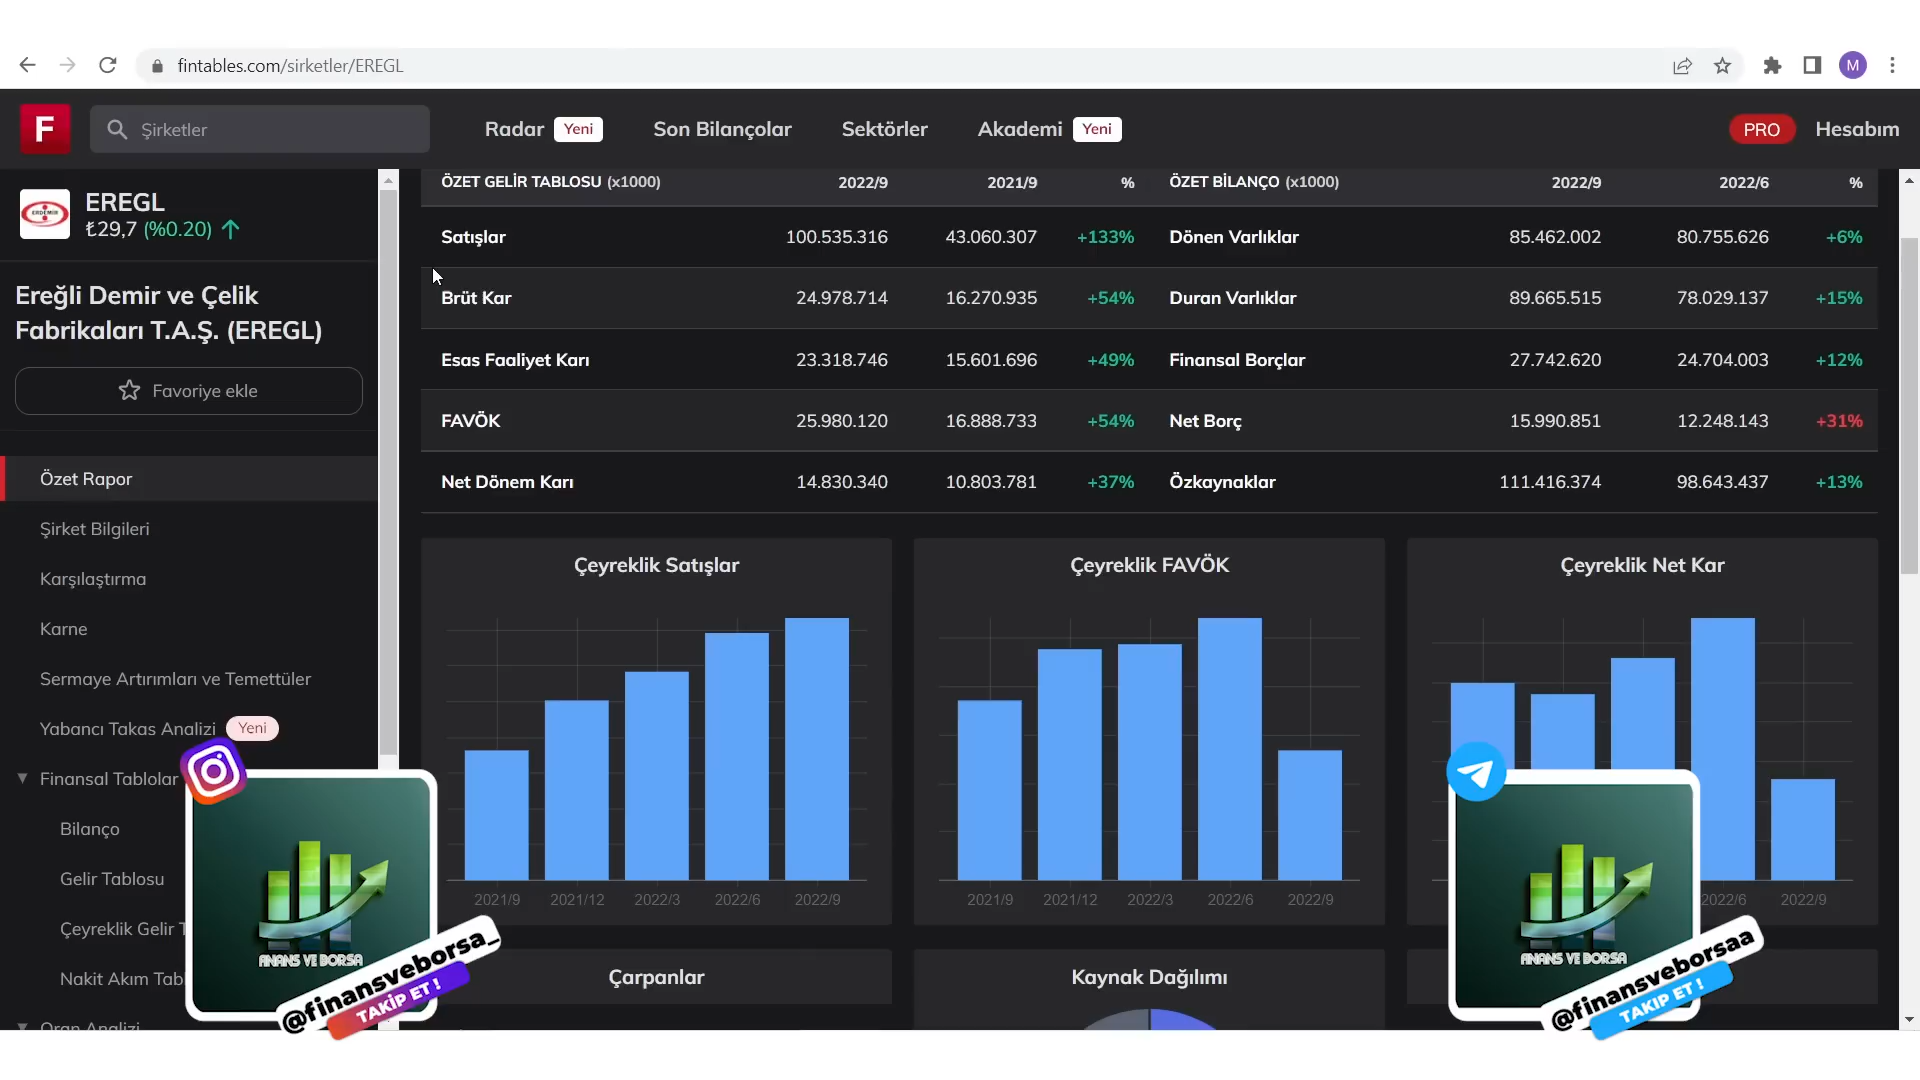 fintables.com/sirketler/EREGL
M
F
Şirketler
Radar Yeni
Son Bilançolar
Sektörler
Akademi Yeni
PRO
Hesabım
ERDEMİR
EREGL
₺29,7 (%0.20)
Ereğli Demir ve Çelik
Fabrikaları T.A.Ş. (EREGL)
Favoriye ekle
Özet Rapor
Şirket Bilgileri
Karşılaştırma
Karne
Sermaye Artırımları ve Temettüler
Yabancı Takas Analizi Yeni
Finansal Tablolar
Bilanço
Gelir Tablosu
Çeyreklik Gelir T
Nakit Akım Tabl
Oran Analizi
ÖZET GELİR TABLOSU (x1000) 2022/9 2021/9 %
Satışlar 100.535.316 43.060.307 +133%
Brüt Kar 24.978.714 16.270.935 +54%
Esas Faaliyet Karı 23.318.746 15.601.696 +49%
FAVÖK 25.980.120 16.888.733 +54%
Net Dönem Karı 14.830.340 10.803.781 +37%
ÖZET BİLANÇO (x1000) 2022/9 2022/6 %
Dönen Varlıklar 85.462.002 80.755.626 +6%
Duran Varlıklar 89.665.515 78.029.137 +15%
Finansal Borçlar 27.742.620 24.704.003 +12%
Net Borç 15.990.851 12.248.143 +31%
Özkaynaklar 111.416.374 98.643.437 +13%
Çeyreklik Satışlar
2021/9 2021/12 2022/3 2022/6 2022/9
Çeyreklik FAVÖK
2021/9 2021/12 2022/3 2022/6 2022/9
Çeyreklik Net Kar
2022/6 2022/9
Çarpanlar
Kaynak Dağılımı
FINANS VE BORSA
@finansveborsa_
TAKİP ET !
FINANS VE BORSA
@finansveborsaa
TAKIP ET !